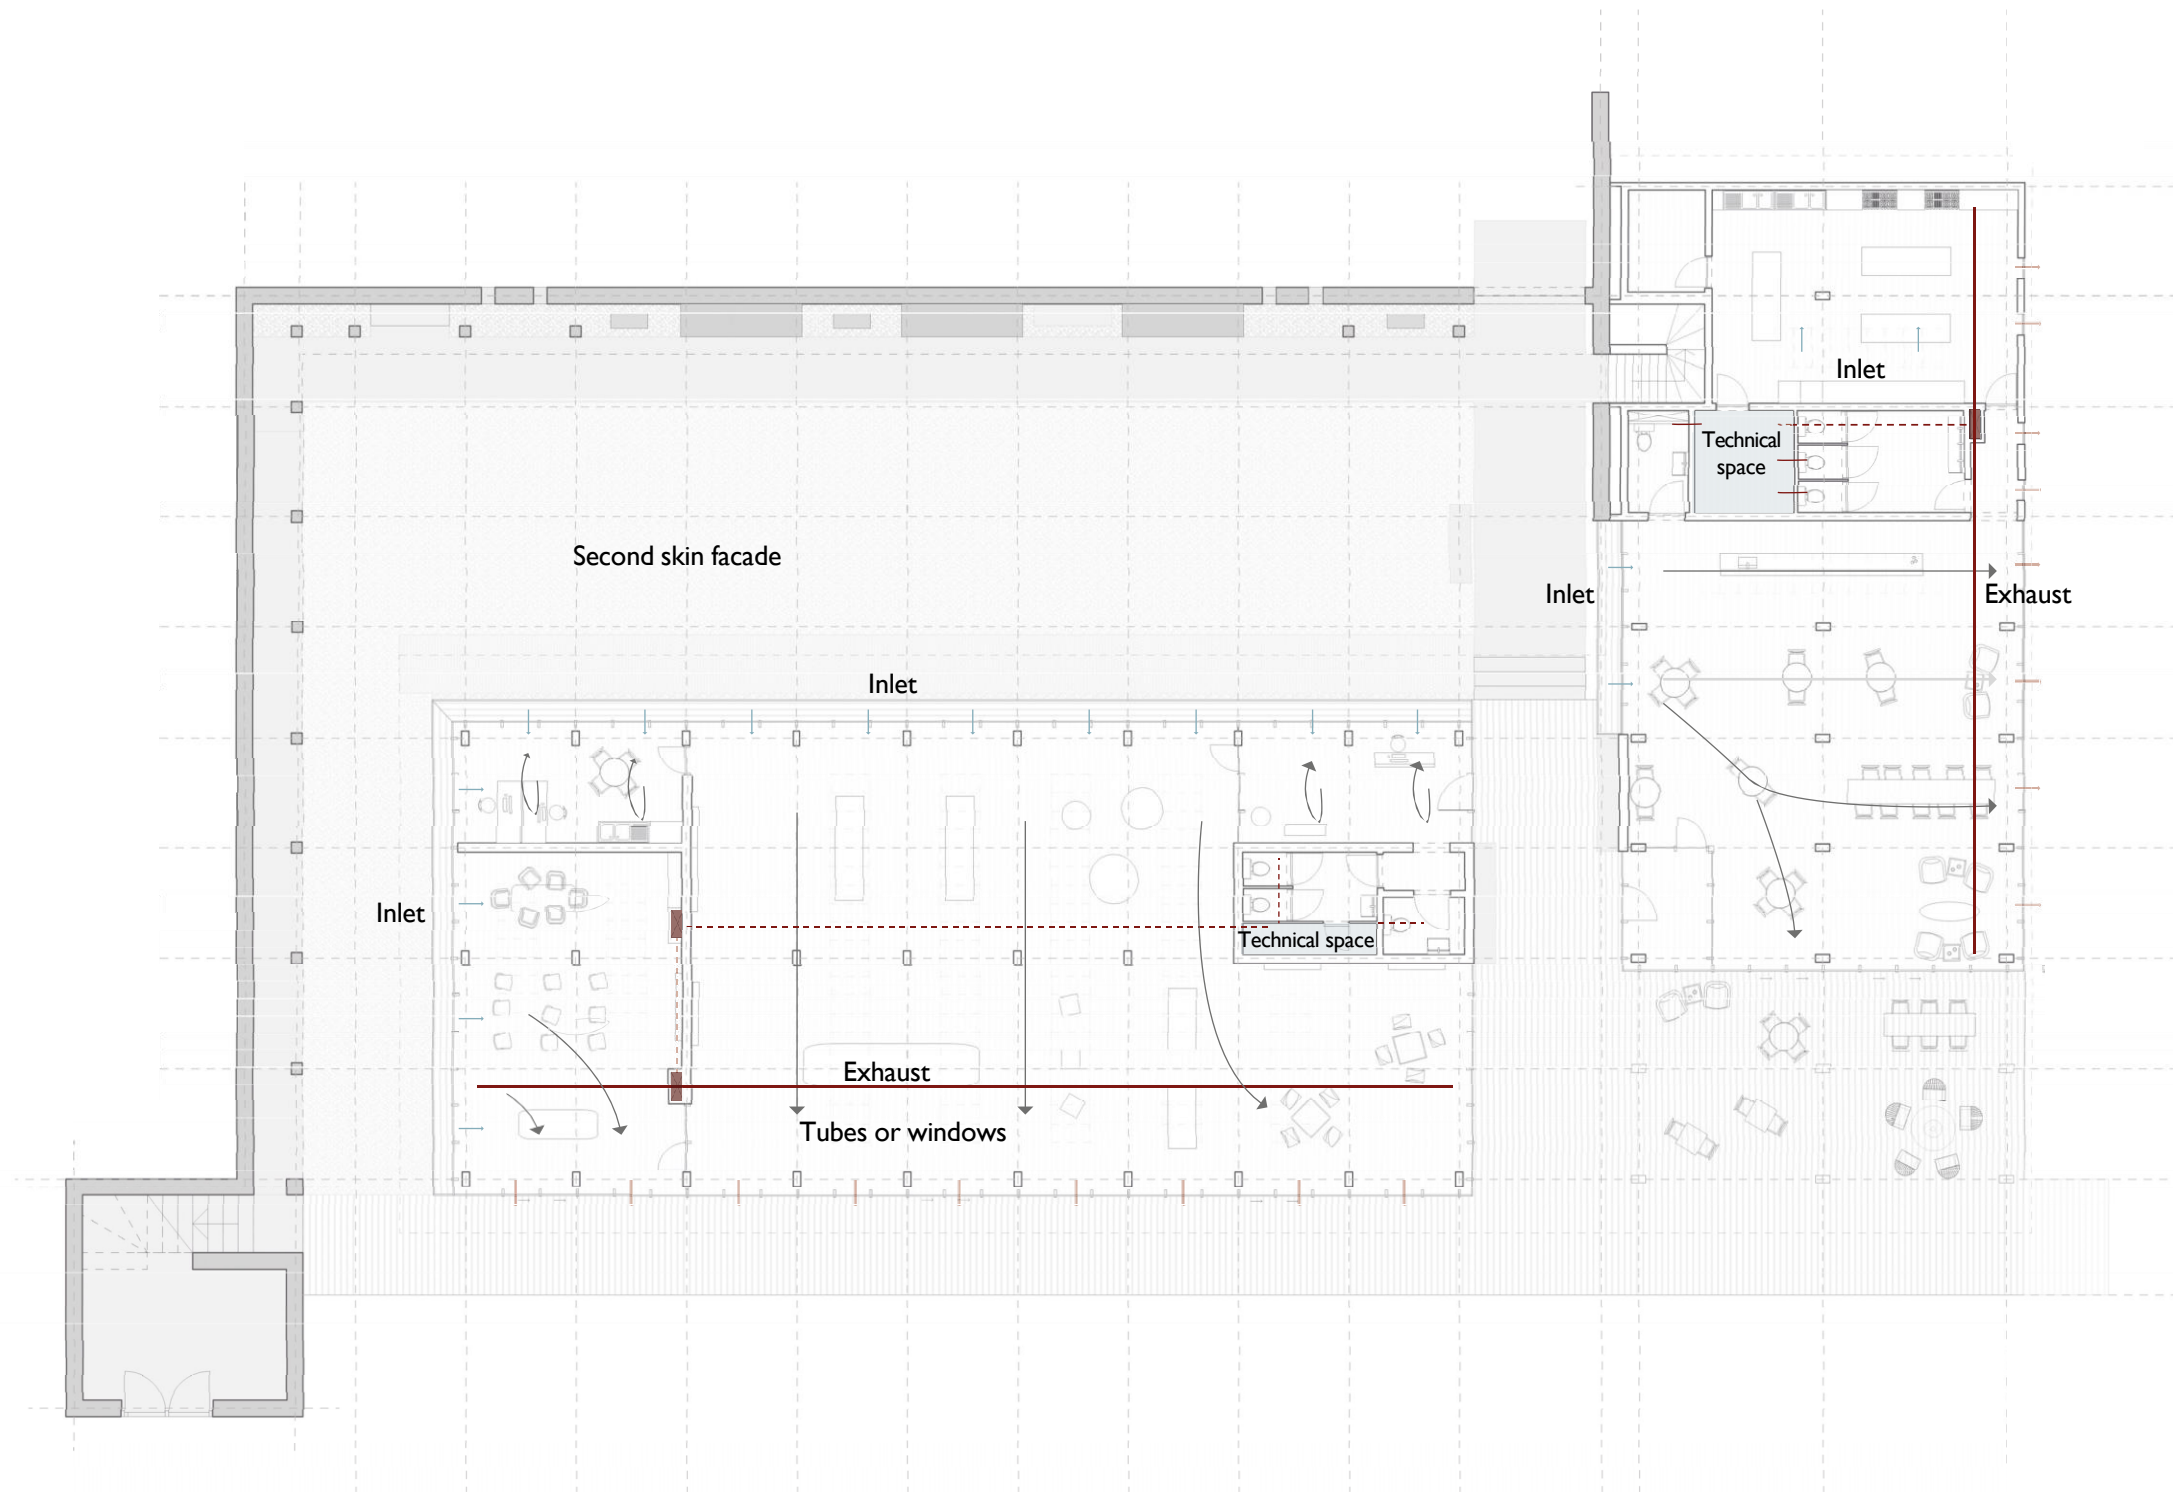 Inlet
Technical
space
Second skin facade
Inlet
Exhaust
Inlet
Inlet
Technical space
Exhaust
Tubes or windows